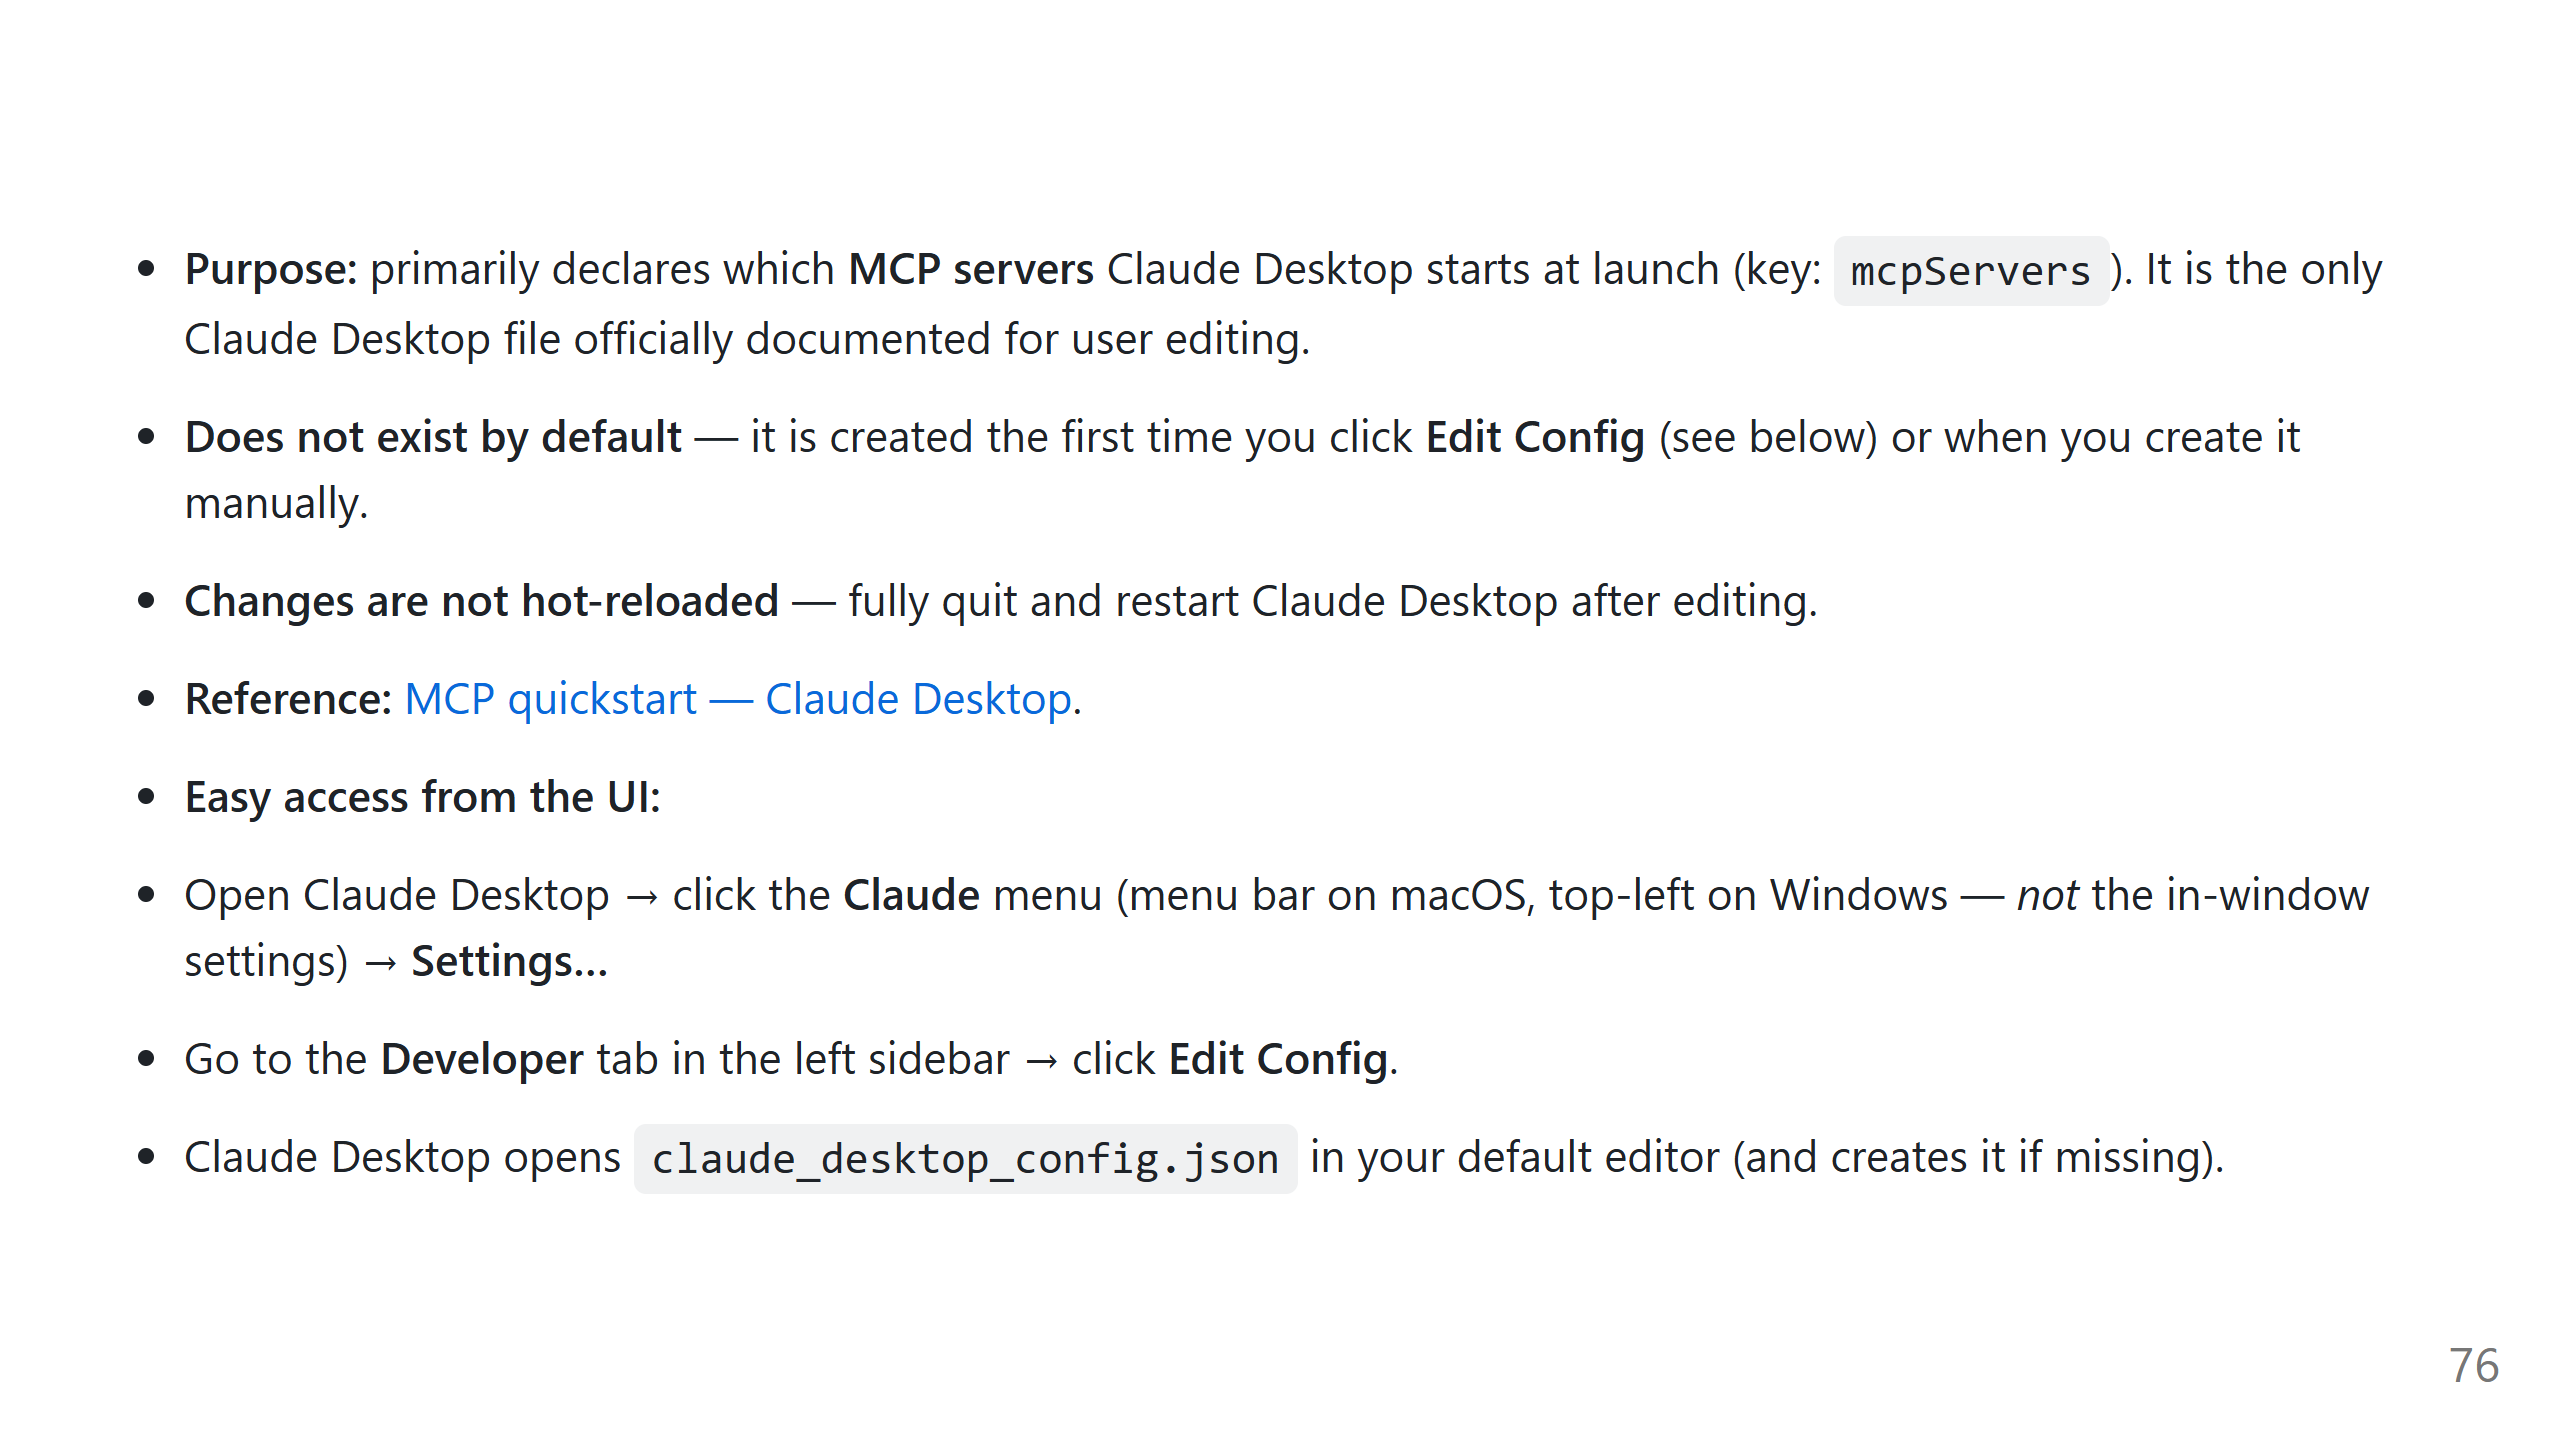 • Purpose: primarily declares which MCP servers Claude Desktop starts at launch (key: mcpServers). It is the only
Claude Desktop file officially documented for user editing.
• Does not exist by default — it is created the first time you click Edit Config (see below) or when you create it
manually.
• Changes are not hot-reloaded — fully quit and restart Claude Desktop after editing.
• Reference: MCP quickstart — Claude Desktop.
• Easy access from the UI:
• Open Claude Desktop → click the Claude menu (menu bar on macOS, top-left on Windows — not the in-window
settings) → Settings...
• Go to the Developer tab in the left sidebar → click Edit Config.
• Claude Desktop opens claude_desktop_config.json in your default editor (and creates it if missing).
76